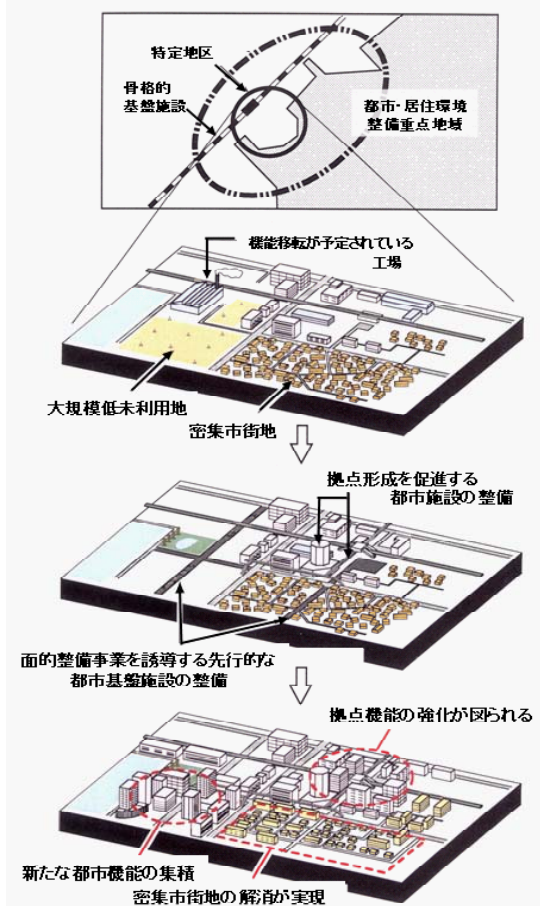 特定地区
骨格的
基盤施設
都市・居住環境
整備重点地域
機能移転が予定されている
工場
大規模低未利用地
密集市街地
拠点形成を促進する
都市施設の整備
面的整備事業を誘導する先行的な
都市基盤施設の整備
拠点機能の強化が図られる
新たな都市機能の集積
密集市街地の解消が実現